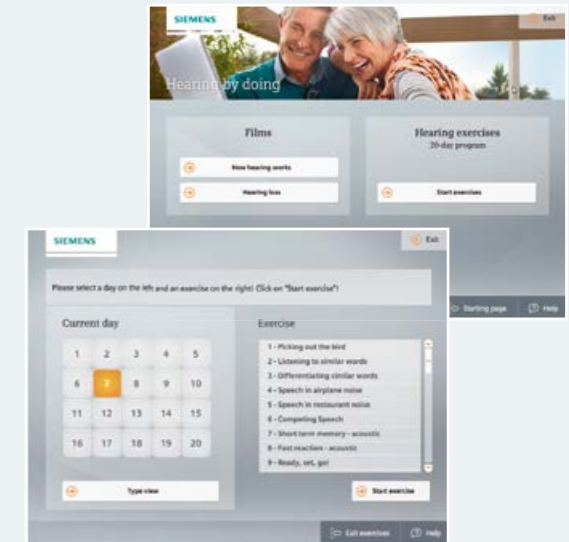 SIEMENS
Exit
Hearing by doing
Films
How hearing works
Hearing loss
Hearing exercises
20-day program
Start exercises
Starting page
Help
SIEMENS
Exit
Please select a day on the left and an exercise on the right! Click on "Start exercise"!
Current day
1 2 3 4 5
6 7 8 9 10
11 12 13 14 15
16 17 18 19 20
Type view
Exercise
1 - Picking out the bird
2 - Listening to similar words
3 - Differentiating similar words
4 - Speech in airplane noise
5 - Speech in restaurant noise
6 - Competing Speech
7 - Short term memory - acoustic
8 - Fast reaction - acoustic
9 - Ready, set, go!
Start exercise
Exit exercises
Help